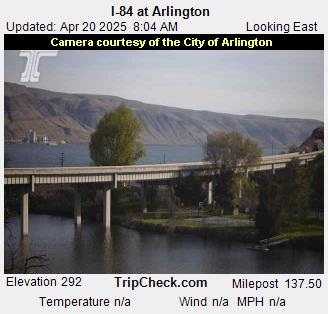 I-84 at Arlington
Updated: Apr 20 2025 8:04 AM Looking East
Camera courtesy of the City of Arlington
Elevation 292 TripCheck.com Milepost 137.50
Temperature n/a Wind n/a MPH n/a